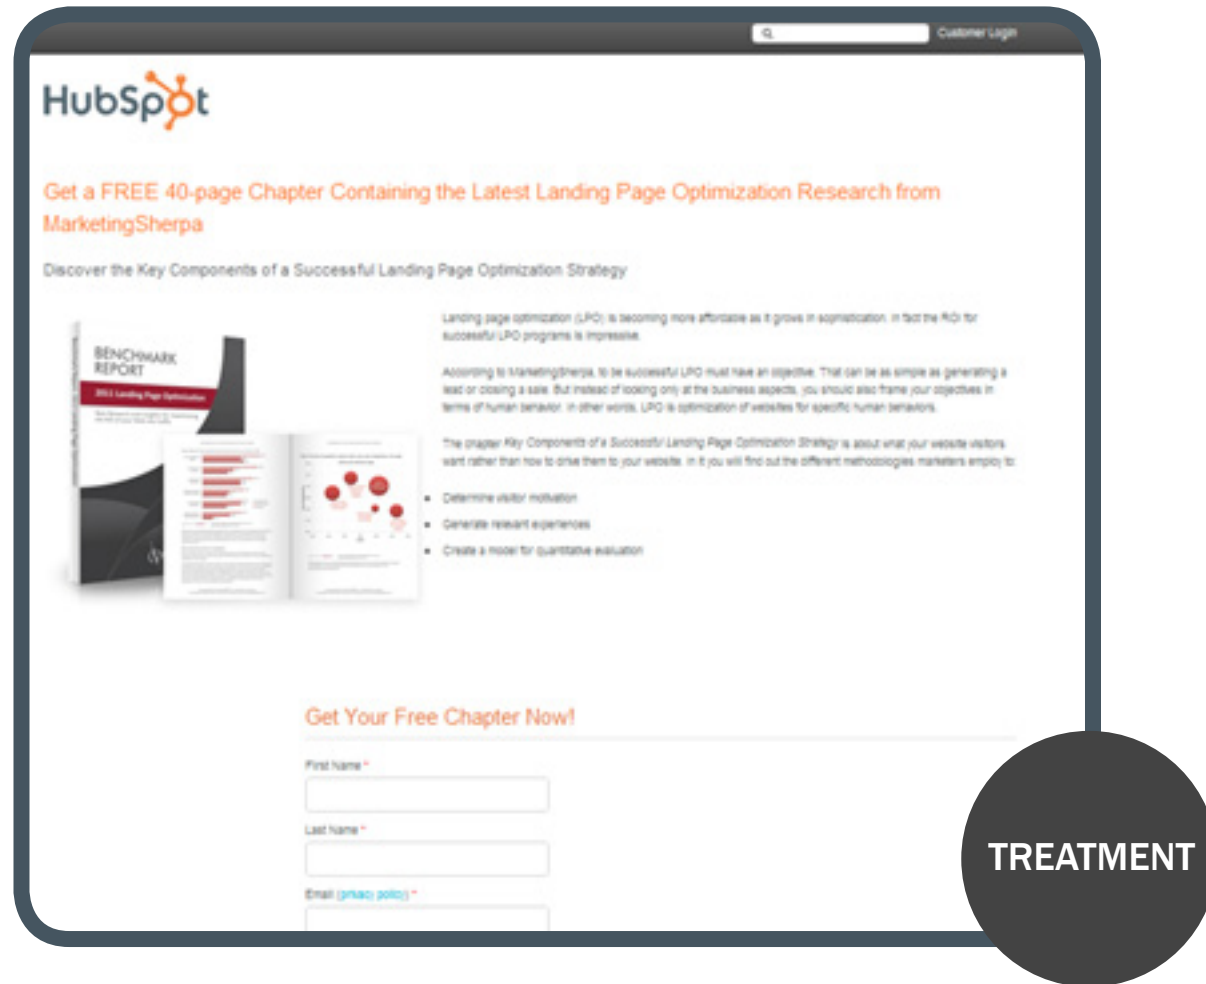 Customer Login
HubSpot
Get a FREE 40-page Chapter Containing the Latest Landing Page Optimization Research from
MarketingSherpa
Discover the Key Components of a Successful Landing Page Optimization Strategy
Landing page optimization (LPO) is becoming more affordable as it grows in sophistication. In fact the ROI for
successful LPO programs is impressive.
According to MarketingSherpa, to be successful LPO must have an objective. That can be as simple as generating a
lead or closing a sale. But instead of looking only at the business aspects, you should also frame your objectives in
terms of human behavior. In other words, LPO is optimization of websites for specific human behaviors.
The chapter Key Components of a Successful Landing Page Optimization Strategy is about what your website visitors
want rather than how to drive them to your website. In it you will find out the different methodologies marketers employ to:
• Determine visitor motivation
• Generate relevant experiences
• Create a model for quantitative evaluation
BENCHMARK
REPORT
2011 Landing Page Optimization
Get Your Free Chapter Now!
First Name *
Last Name *
Email (privacy policy) *
TREATMENT